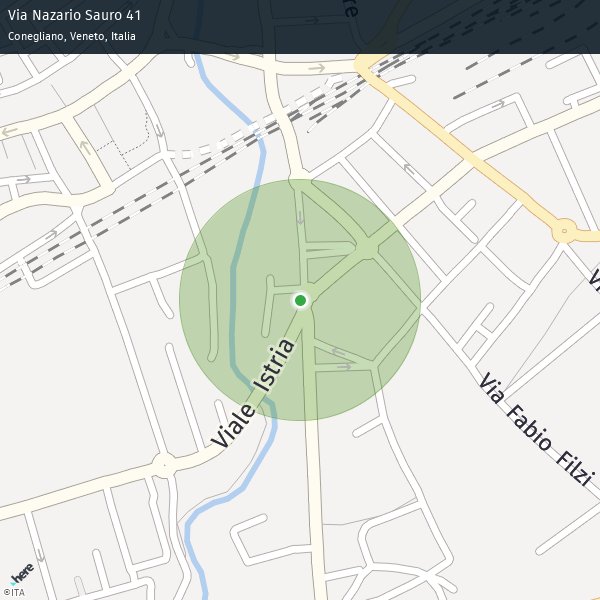 Via Nazario Sauro 41
Conegliano, Veneto, Italia
re
Vi
Viale Istria
Via Fabio Filzi
here
©ITA